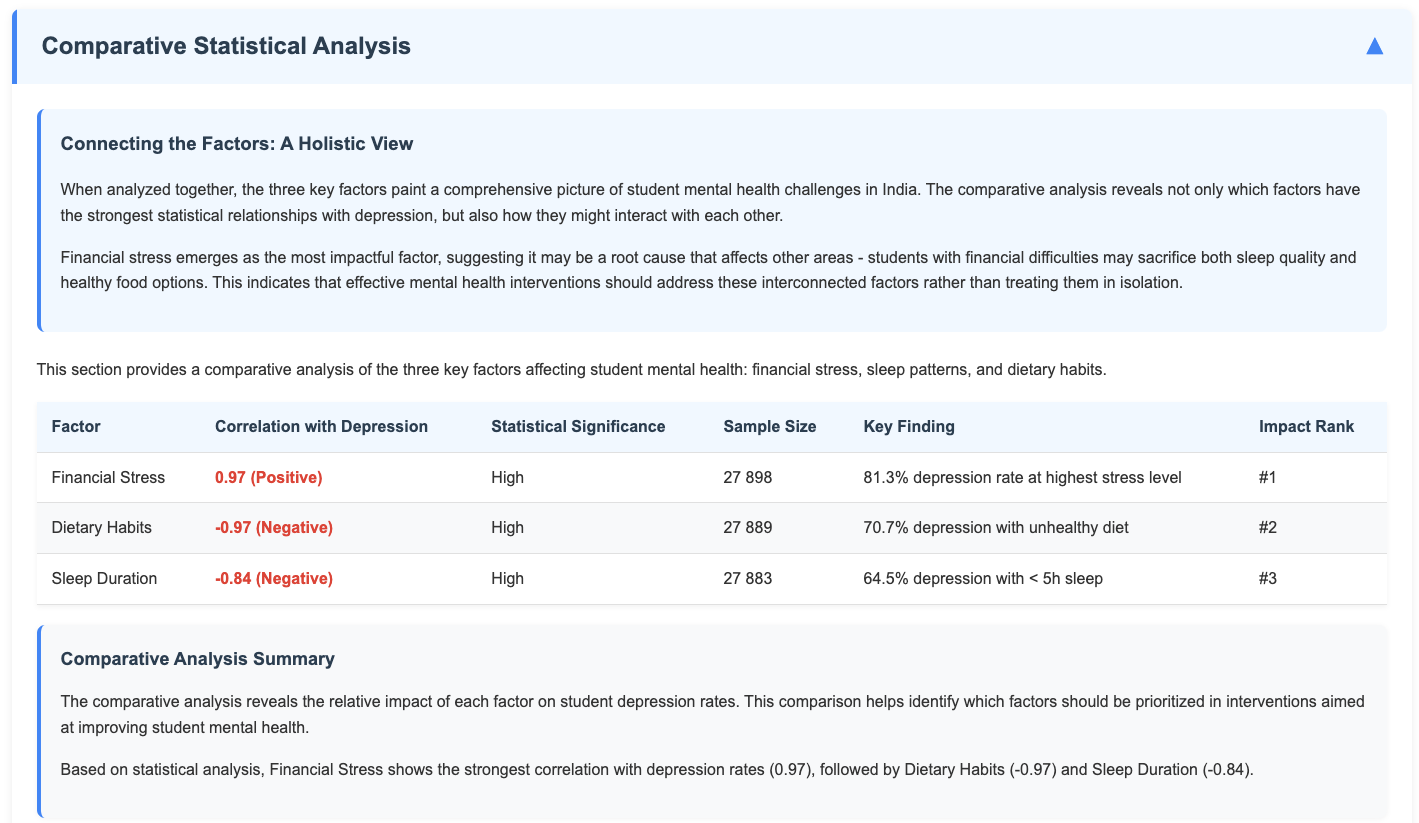 Comparative Statistical Analysis
▲
Connecting the Factors: A Holistic View
When analyzed together, the three key factors paint a comprehensive picture of student mental health challenges in India. The comparative analysis reveals not only which factors have
the strongest statistical relationships with depression, but also how they might interact with each other.
Financial stress emerges as the most impactful factor, suggesting it may be a root cause that affects other areas - students with financial difficulties may sacrifice both sleep quality and
healthy food options. This indicates that effective mental health interventions should address these interconnected factors rather than treating them in isolation.
This section provides a comparative analysis of the three key factors affecting student mental health: financial stress, sleep patterns, and dietary habits.
Factor Correlation with Depression Statistical Significance Sample Size Key Finding Impact Rank
Financial Stress 0.97 (Positive) High 27 898 81.3% depression rate at highest stress level #1
Dietary Habits -0.97 (Negative) High 27 889 70.7% depression with unhealthy diet #2
Sleep Duration -0.84 (Negative) High 27 883 64.5% depression with < 5h sleep #3
Comparative Analysis Summary
The comparative analysis reveals the relative impact of each factor on student depression rates. This comparison helps identify which factors should be prioritized in interventions aimed
at improving student mental health.
Based on statistical analysis, Financial Stress shows the strongest correlation with depression rates (0.97), followed by Dietary Habits (-0.97) and Sleep Duration (-0.84).